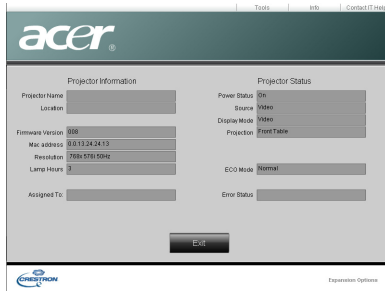 Tools Info Contact IT Help
acer
Projector Information Projector Status
Projector Name
Location
Firmware Version 008
Mac address 0.0.13.24.24.13
Resolution 768x 576i 50Hz
Lamp Hours 3
Assigned To:
Power Status On
Source Video
Display Mode Video
Projection Front Table
ECO Mode Normal
Error Status
Exit
CRESTRON Expansion Options